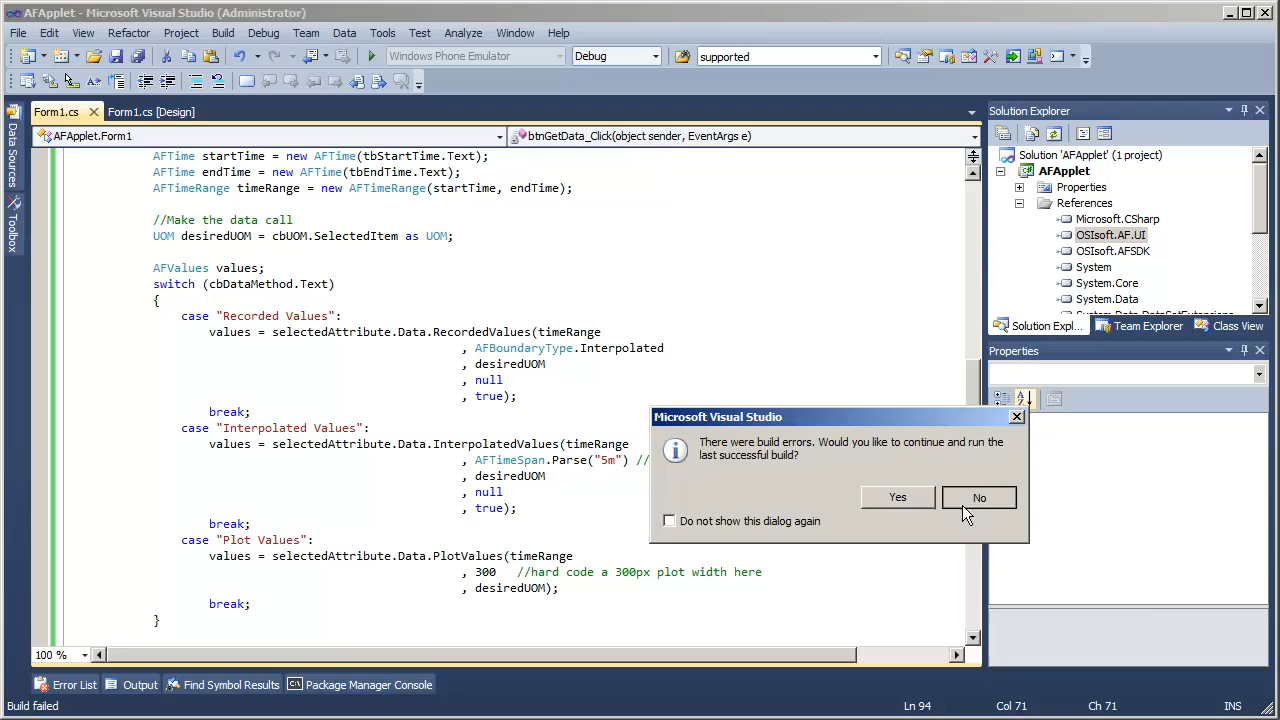 AFApplet - Microsoft Visual Studio (Administrator)
File Edit View Refactor Project Build Debug Team Data Tools Test Analyze Window Help
Windows Phone Emulator Debug supported
Form1.cs Form1.cs [Design]
AFApplet.Form1 btnGetData_Click(object sender, EventArgs e)
Data Sources
Toolbox
AFTime startTime = new AFTime(tbStartTime.Text);
AFTime endTime = new AFTime(tbEndTime.Text);
AFTimeRange timeRange = new AFTimeRange(startTime, endTime);
//Make the data call
UOM desiredUOM = cbUOM.SelectedItem as UOM;
AFValues values;
switch (cbDataMethod.Text)
{
case "Recorded Values":
values = selectedAttribute.Data.RecordedValues(timeRange
, AFBoundaryType.Interpolated
, desiredUOM
, null
, true);
break;
case "Interpolated Values":
values = selectedAttribute.Data.InterpolatedValues(timeRange
, AFTimeSpan.Parse("5m") //
, desiredUOM
, null
, true);
break;
case "Plot Values":
values = selectedAttribute.Data.PlotValues(timeRange
, 300 //hard code a 300px plot width here
, desiredUOM);
break;
}
100 %
Solution Explorer
Solution 'AFApplet' (1 project)
AFApplet
Properties
References
Microsoft.CSharp
OSIsoft.AF.UI
OSIsoft.AFSDK
System
System.Core
System.Data
System.Data.DataSetExtensions
Solution Expl... Team Explorer Class View
Properties
Microsoft Visual Studio
There were build errors. Would you like to continue and run the
last successful build?
Yes No
Do not show this dialog again
Error List Output Find Symbol Results Package Manager Console
Build failed Ln 94 Col 71 Ch 71 INS